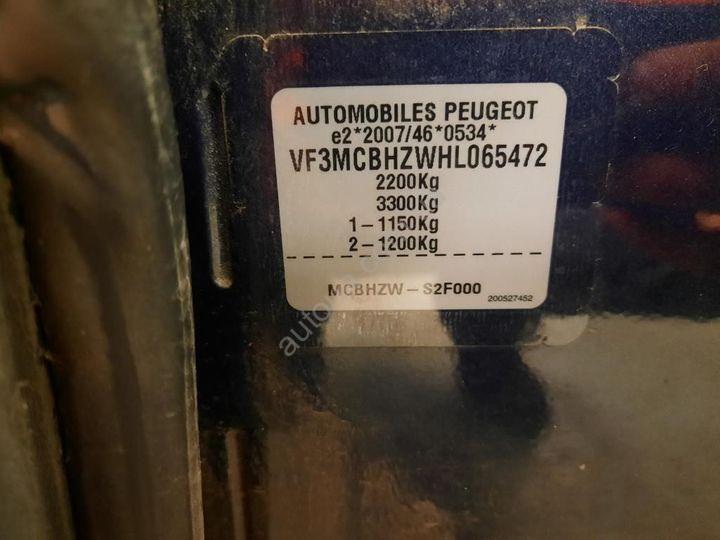 AUTOMOBILES PEUGEOT
e2*2007/46*0534*
VF3MCBHZWHL065472
2200Kg
3300Kg
1-1150Kg
2-1200Kg
MCBHZW-S2F000
200527452